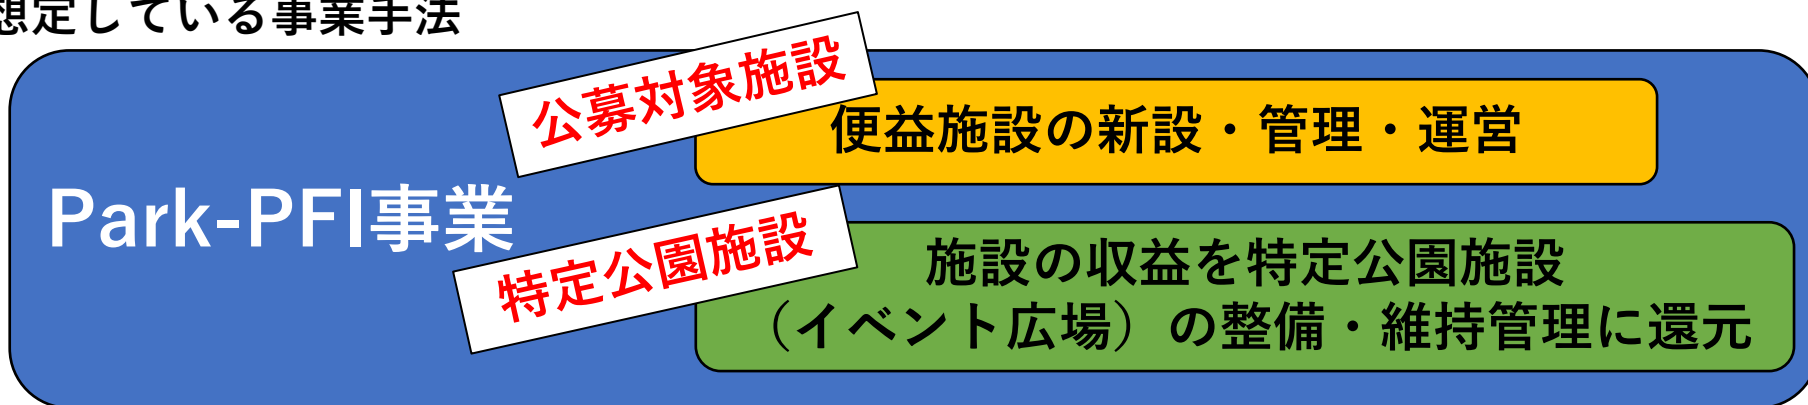 想定している事業手法
公募対象施設
便益施設の新設・管理・運営
Park-PFI事業
特定公園施設
施設の収益を特定公園施設
（イベント広場）の整備・維持管理に還元